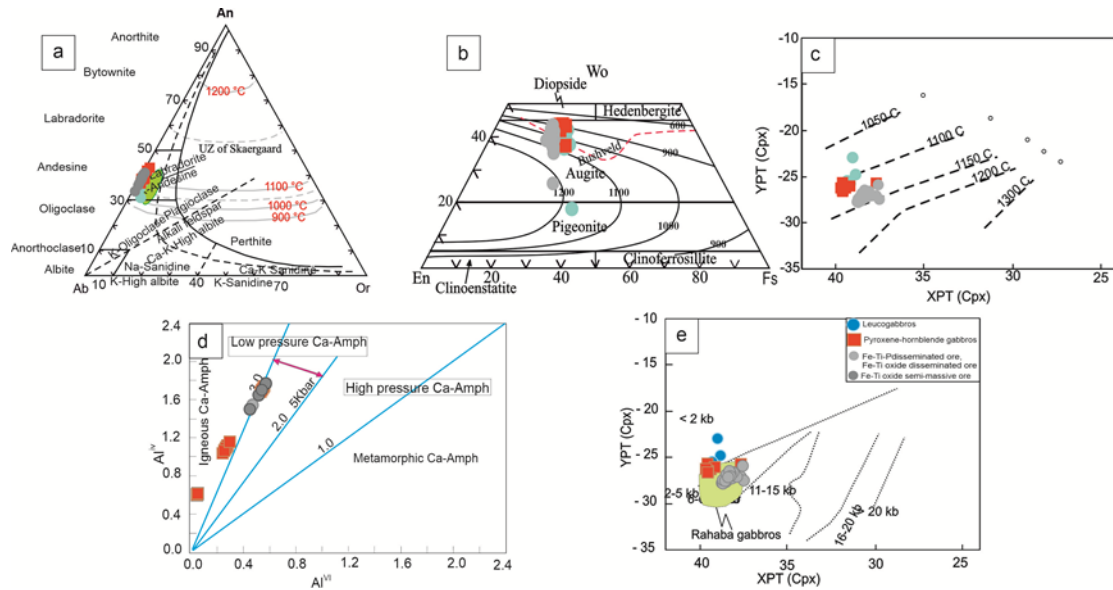 a
An
Anorthite
90
Bytownite
1200 °C
70
Labradorite
UZ of Skaergaard
50
Andesine
Labradorite
Andesine
1100 °C
30
Oligoclase
1000 °C
900 °C
K-Oligoclase
Plagioclase
Alkali feldspar
Ca-K-High albite
Perthite
Anorthoclase
10
Albite
Na-Sanidine
Ca-K Sanidine
Ab
10
30
40
70
Or
K-High albite
K-Sanidine
b
Wo
Diopside
Hedenbergite
600
40
Bushveld
900
Augite
1200
1100
20
Pigeonite
1000
900
Clinoferrosillite
En
20
40
60
80
Fs
Clinoenstatite
c
-10
-15
-20
-25
-30
-35
YPT (Cpx)
1050 C
1100 C
1150 C
1200 C
1300 C
40
35
30
25
XPT (Cpx)
d
2.4
2.0
1.6
1.2
0.8
0.4
0.0
Al iv
Low pressure Ca-Amph
High pressure Ca-Amph
Igneous Ca-Amph
3.0
2.0 5Kbar
1.0
Metamorphic Ca-Amph
0.0
0.4
0.8
1.2
1.6
2.0
2.4
Al VI
e
- 10
- 15
- 20
- 25
- 30
- 35
YPT (Cpx)
Leucogabbros
Pyroxene-hornblende gabbros
Fe-Ti-Pdisseminated ore,
Fe-Ti oxide disseminated ore
Fe-Ti oxide semi-massive ore
< 2 kb
2-5 kb
11-15 kb
16-20 kb
20 kb
Rahaba gabbros
40
35
30
25
XPT (Cpx)